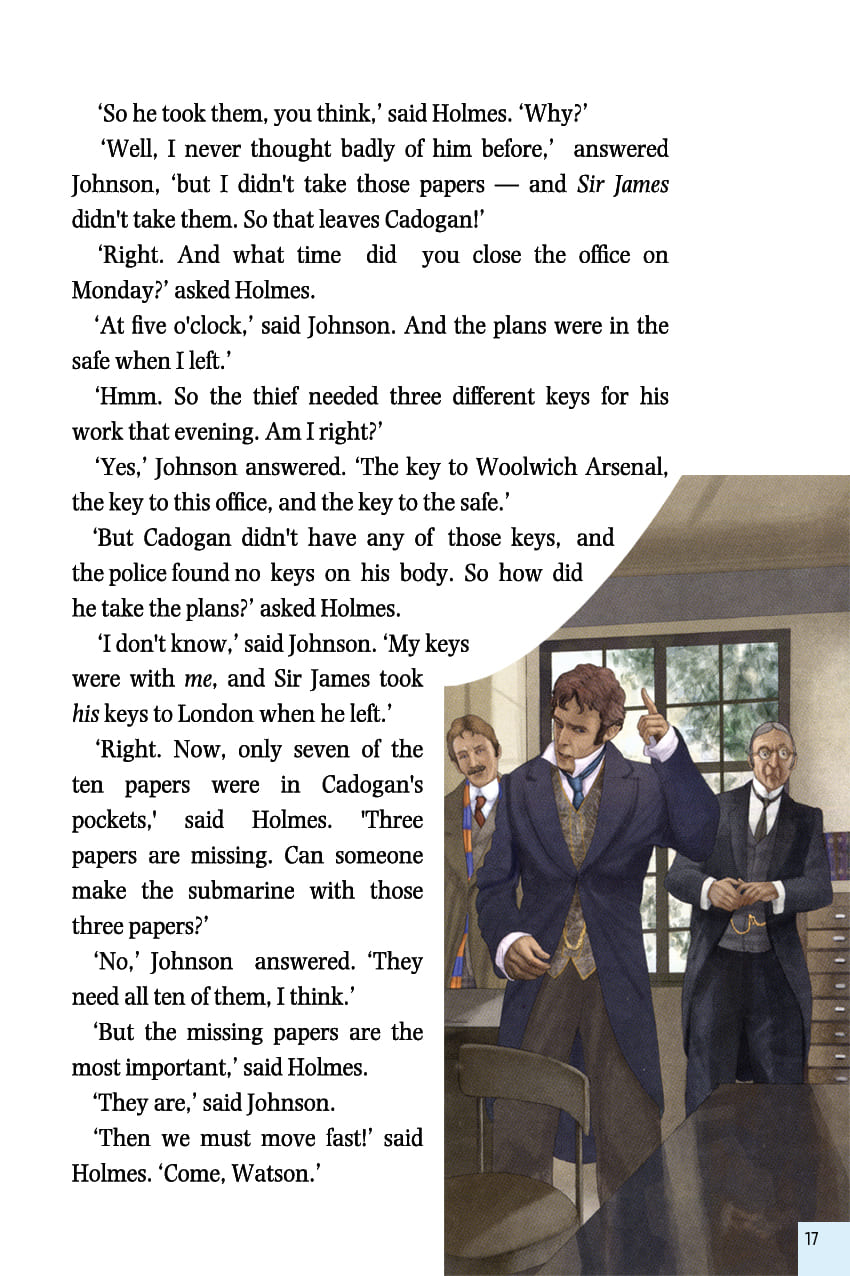 ‘So he took them, you think,’ said Holmes. ‘Why?’
‘Well, I never thought badly of him before,’ answered
Johnson, ‘but I didn't take those papers — and Sir James
didn't take them. So that leaves Cadogan!’
‘Right. And what time did you close the office on
Monday?’ asked Holmes.
‘At five o'clock,’ said Johnson. And the plans were in the
safe when I left.’
‘Hmm. So the thief needed three different keys for his
work that evening. Am I right?’
‘Yes,’ Johnson answered. ‘The key to Woolwich Arsenal,
the key to this office, and the key to the safe.’
‘But Cadogan didn't have any of those keys, and
the police found no keys on his body. So how did
he take the plans?’ asked Holmes.
‘I don't know,’ said Johnson. ‘My keys
were with me, and Sir James took
his keys to London when he left.’
‘Right. Now, only seven of the
ten papers were in Cadogan's
pockets,' said Holmes. 'Three
papers are missing. Can someone
make the submarine with those
three papers?’
‘No,’ Johnson answered. ‘They
need all ten of them, I think.’
‘But the missing papers are the
most important,’ said Holmes.
‘They are,’ said Johnson.
‘Then we must move fast!’ said
Holmes. ‘Come, Watson.’
17